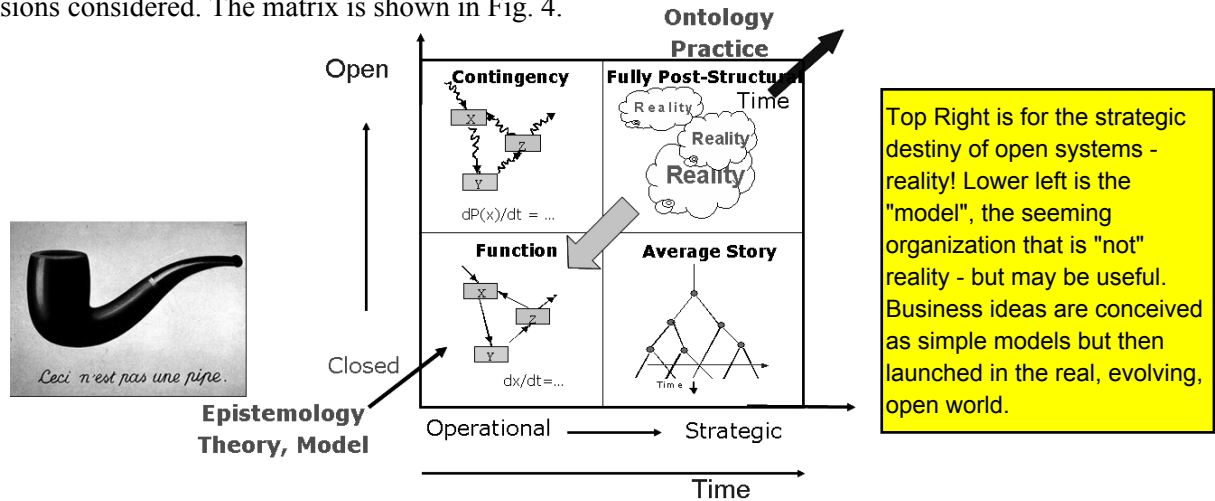 sions considered. The matrix is shown in Fig. 4.
Ontology
Practice
Open
Contingency
Fully Post-Structural
Reality
Time
X
Z
Reality
Y
Reality
dP(x)/dt = ...
Function
Average Story
X
Z
Y
Closed
dx/dt=...
Time
Ceci n'est pas une pipe.
Epistemology
Theory, Model
Operational
Strategic
Time
Top Right is for the strategic
destiny of open systems -
reality! Lower left is the
"model", the seeming
organization that is "not"
reality - but may be useful.
Business ideas are conceived
as simple models but then
launched in the real, evolving,
open world.